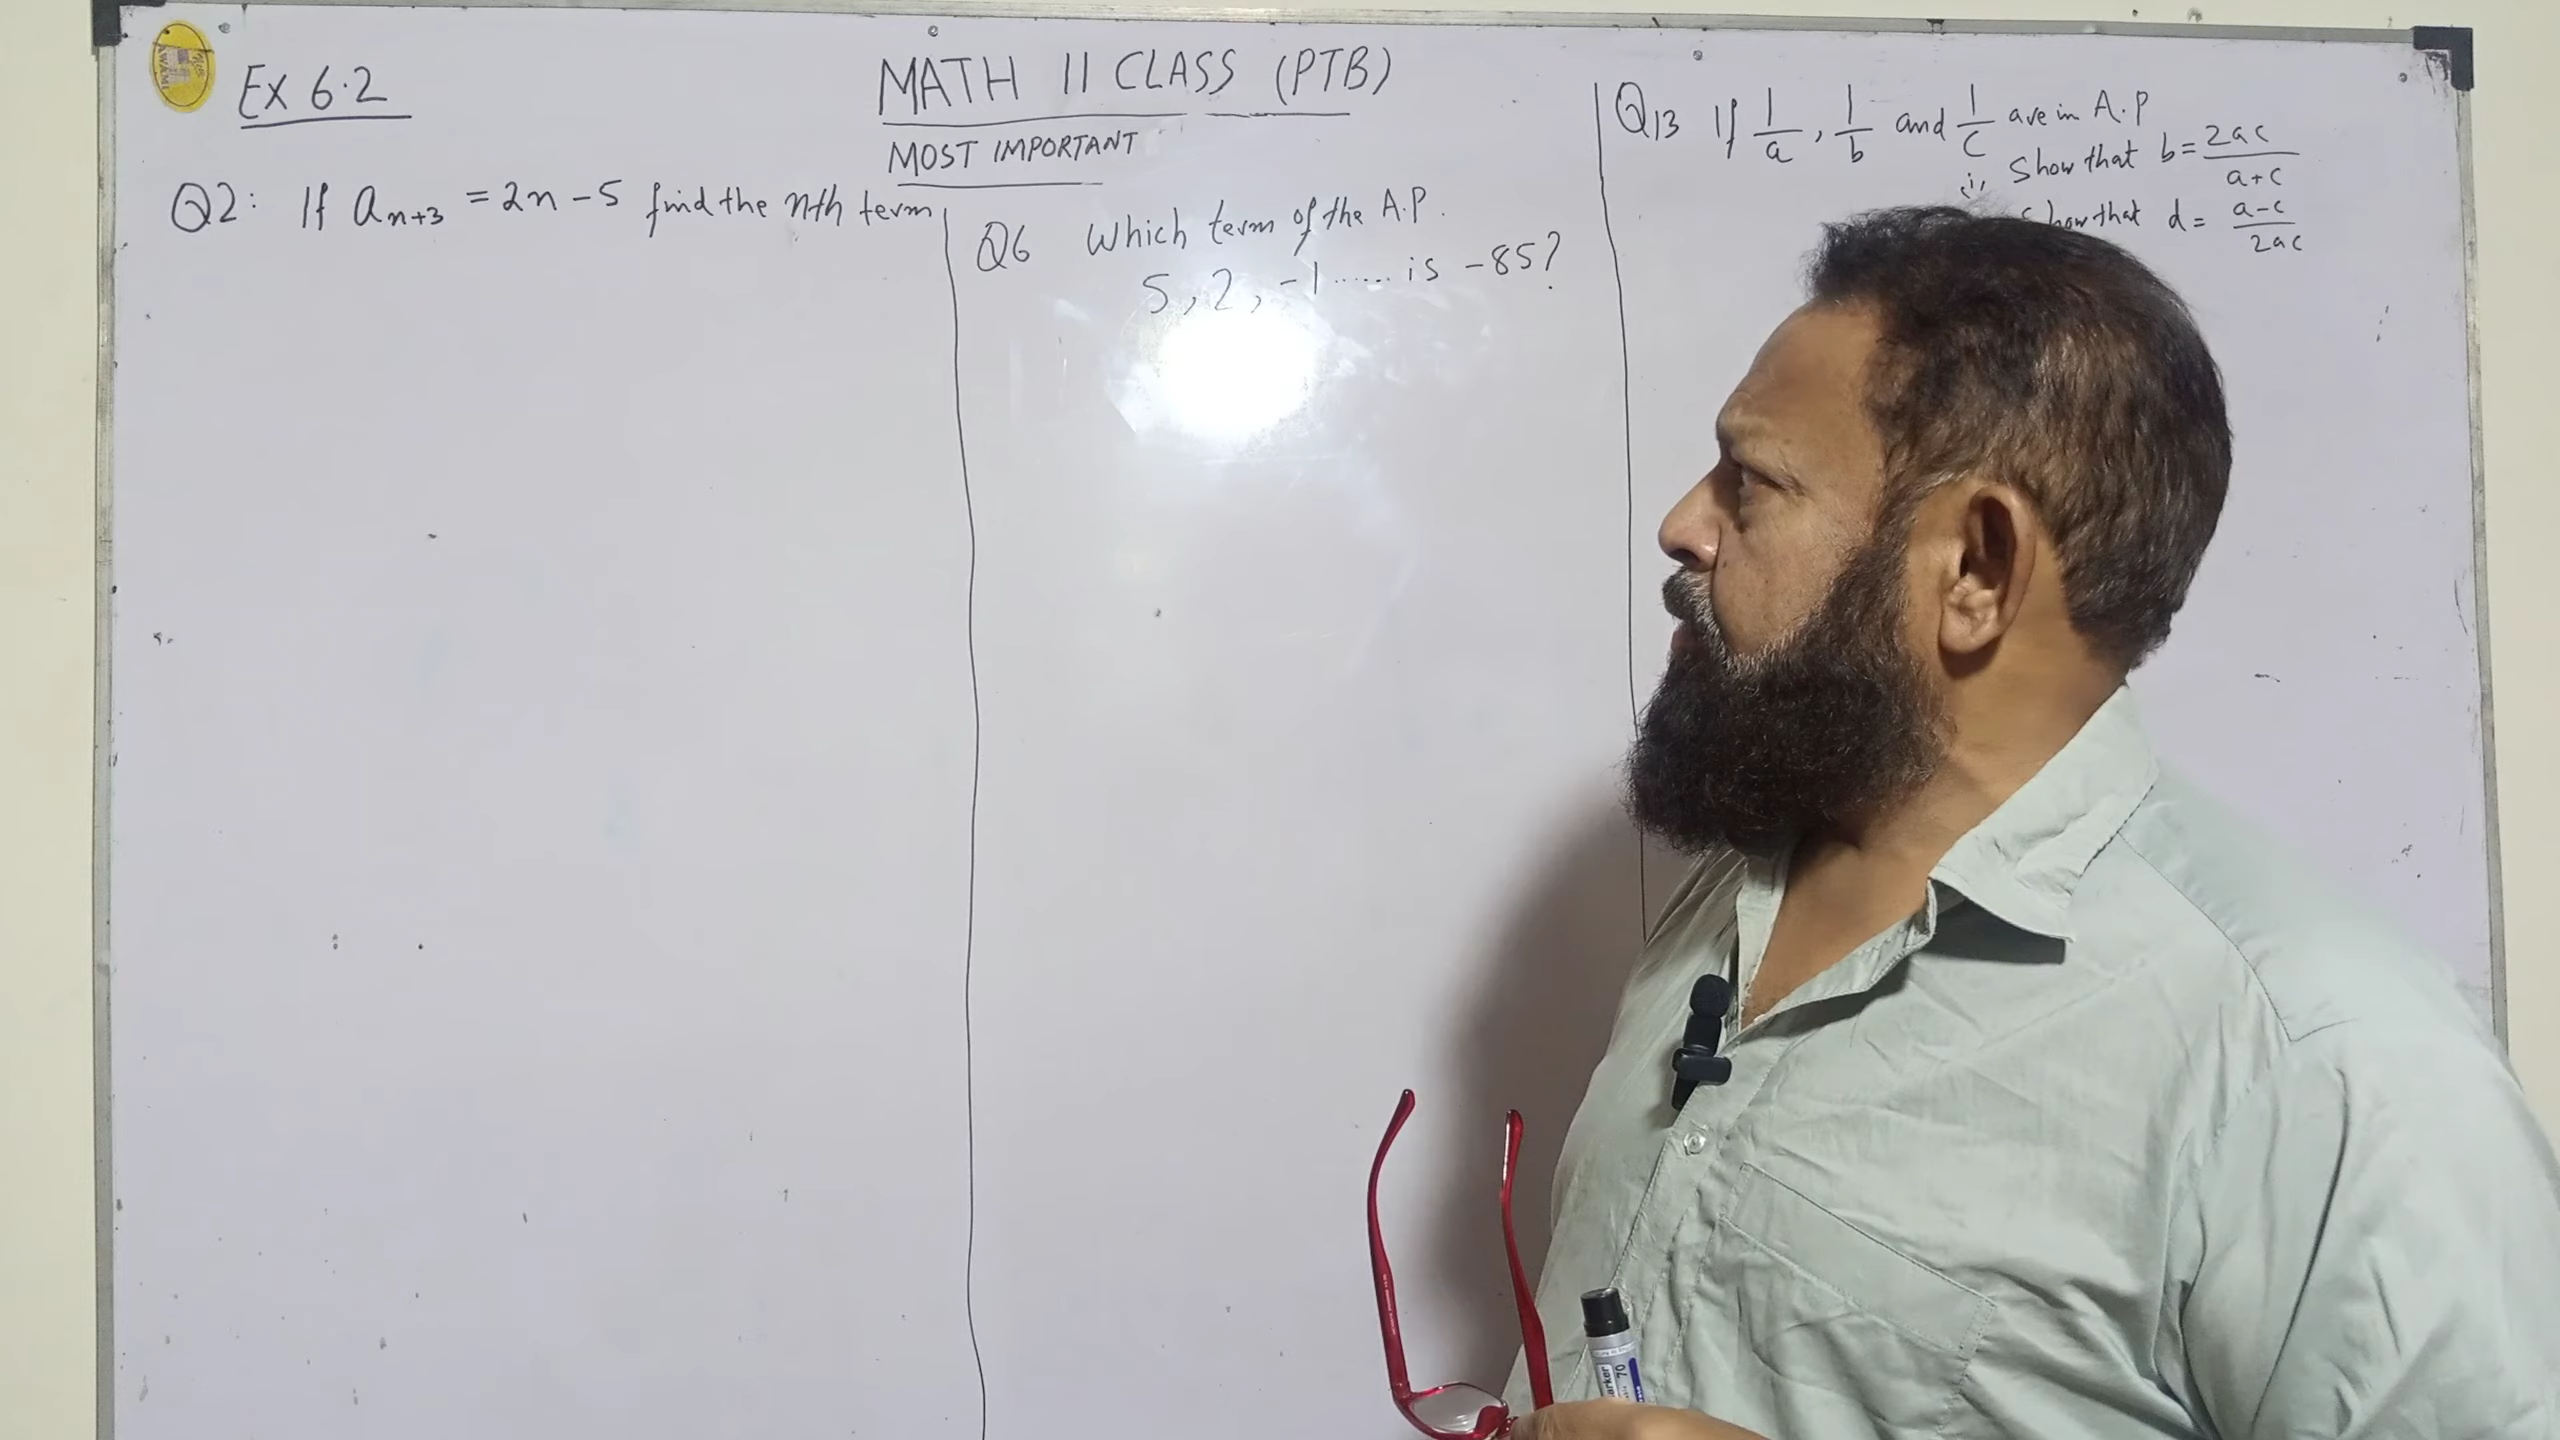 Ex 6.2
MATH 11 CLASS (PTB)
MOST IMPORTANT
Q2: If aₙ₊₃ = 2n - 5 find the nth term
Q6 Which term of the A.P.
5, 2, -1 ...... is -85?
Q13 If 1/a, 1/b and 1/c are in A.P
(i) Show that b = 2ac/a+c
how that d = a-c/2ac
70